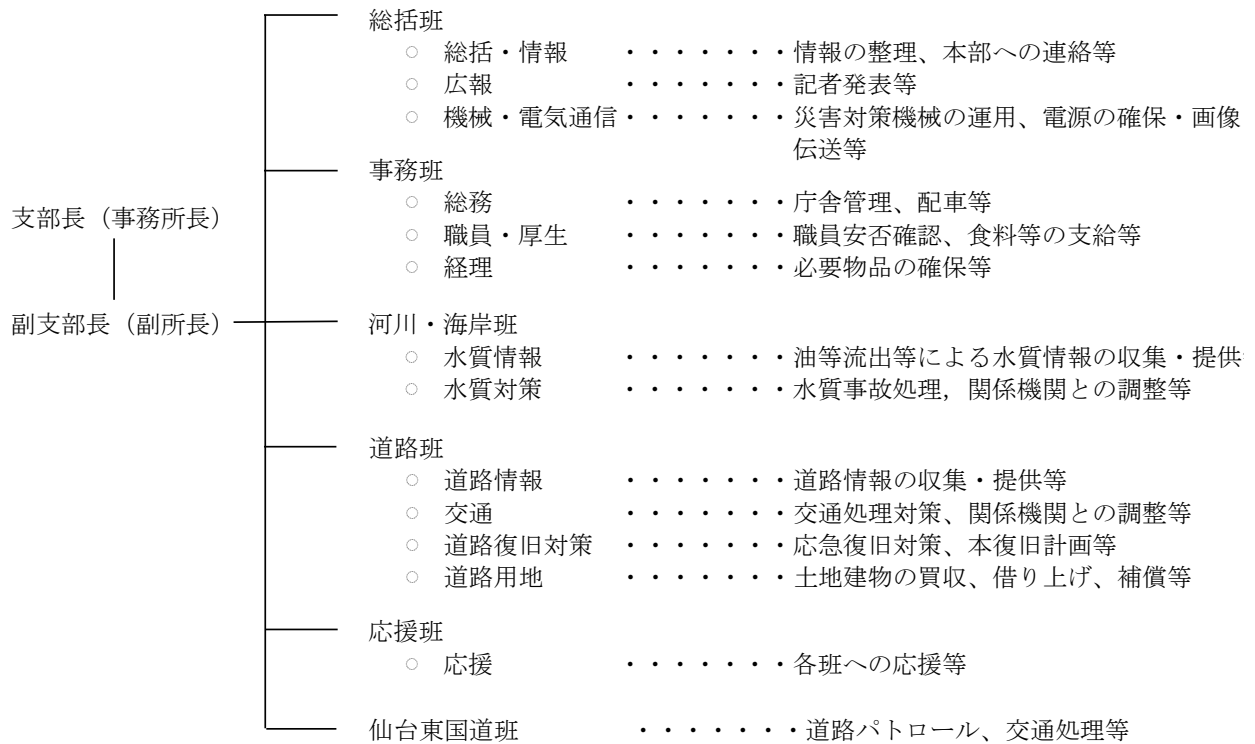 総括班
○ 総括・情報 ・・・・・・・情報の整理、本部への連絡等
○ 広報 ・・・・・・・記者発表等
○ 機械・電気通信・・・・・・・災害対策機械の運用、電源の確保・画像
伝送等
事務班
○ 総務 ・・・・・・・庁舎管理、配車等
支部長（事務所長）
○ 職員・厚生 ・・・・・・・職員安否確認、食料等の支給等
○ 経理 ・・・・・・・必要物品の確保等
副支部長（副所長）
河川・海岸班
○ 水質情報 ・・・・・・・油等流出等による水質情報の収集・提供
○ 水質対策 ・・・・・・・水質事故処理，関係機関との調整等
道路班
○ 道路情報 ・・・・・・・道路情報の収集・提供等
○ 交通 ・・・・・・・交通処理対策、関係機関との調整等
○ 道路復旧対策 ・・・・・・・応急復旧対策、本復旧計画等
○ 道路用地 ・・・・・・・土地建物の買収、借り上げ、補償等
応援班
○ 応援 ・・・・・・・各班への応援等
仙台東国道班 ・・・・・・・道路パトロール、交通処理等